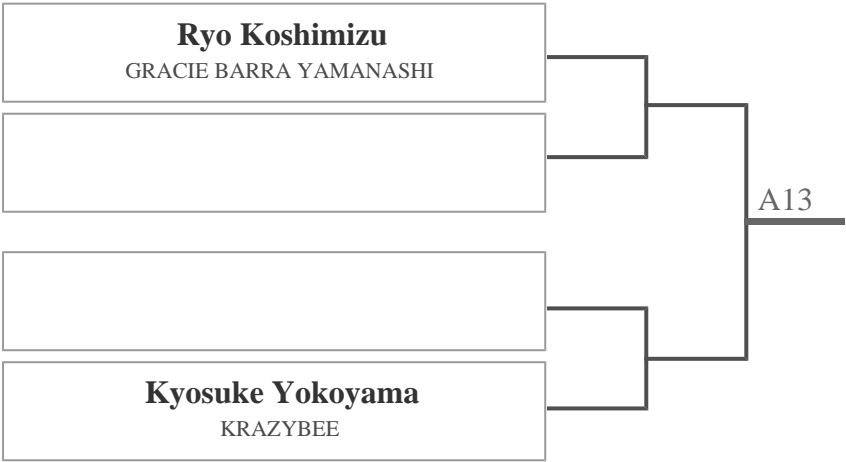 Ryo Koshimizu
GRACIE BARRA YAMANASHI
A13
Kyosuke Yokoyama
KRAZYBEE